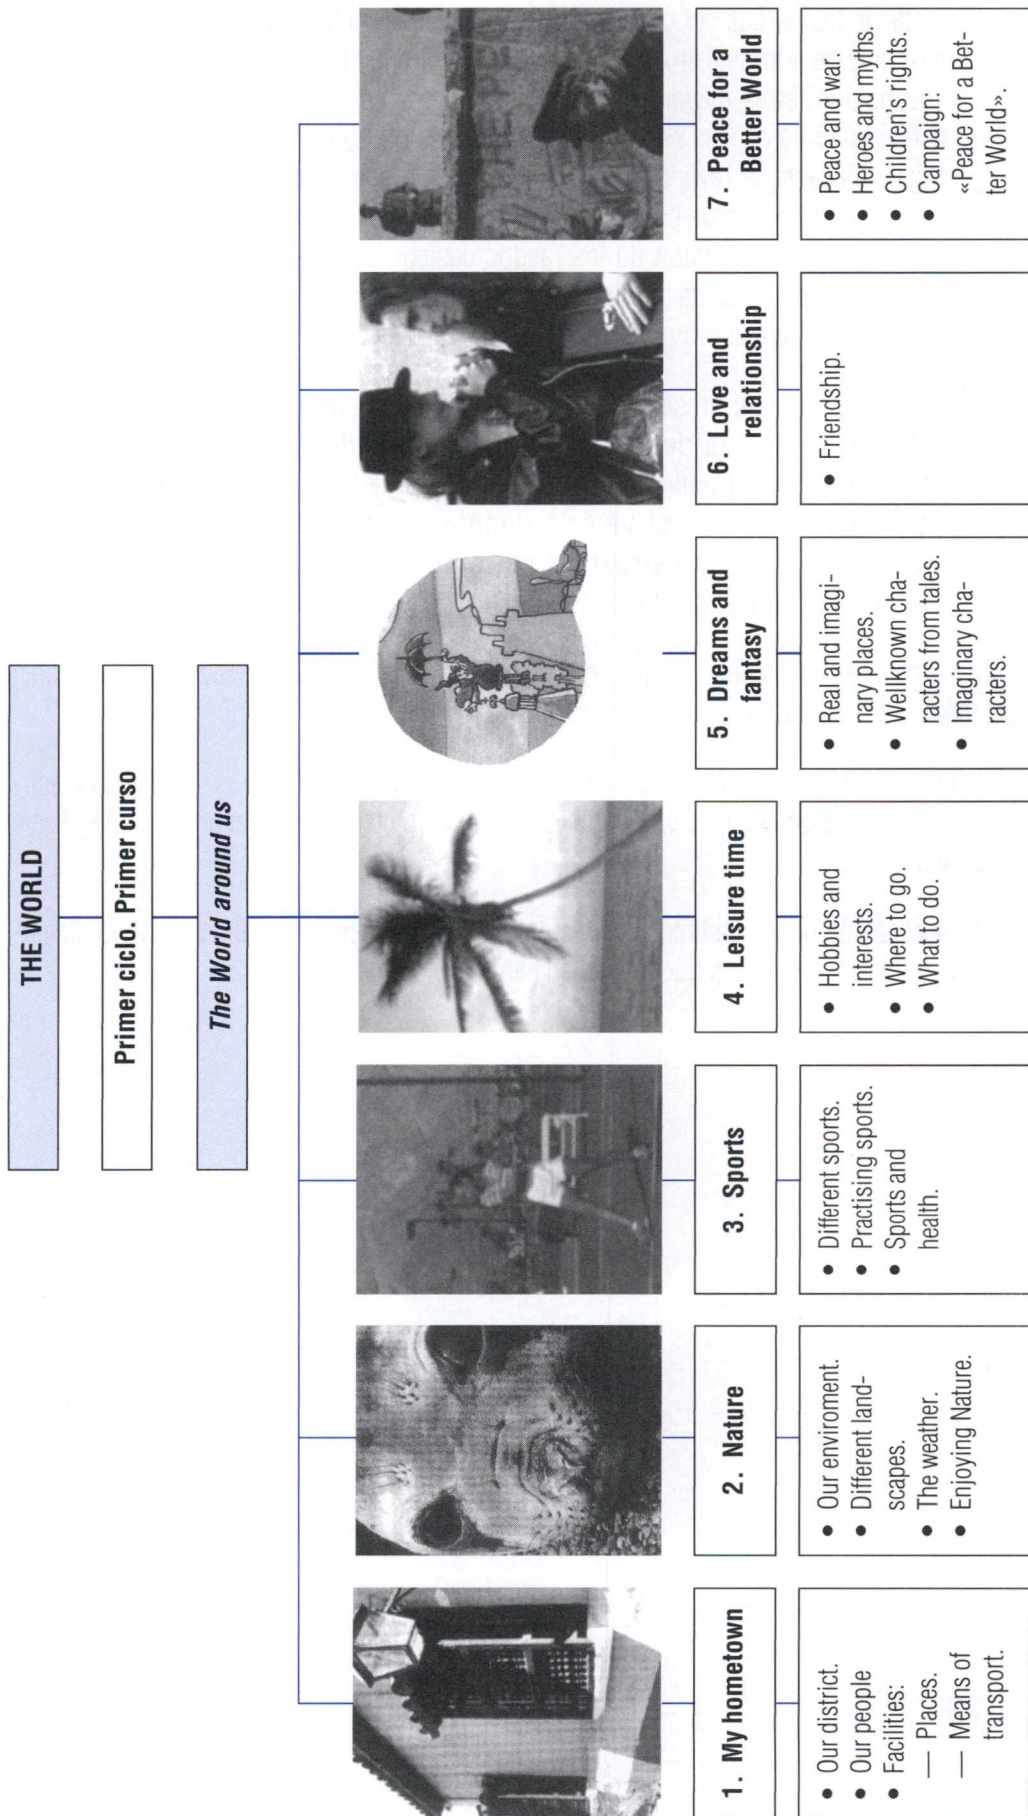 THE WORLD
Primer ciclo. Primer curso
The World around us
1. My hometown
• Our district.
• Our people
• Facilities:
— Places.
— Means of
transport.
2. Nature
• Our enviroment.
• Different land-
scapes.
• The weather.
• Enjoying Nature.
3. Sports
• Different sports.
• Practising sports.
• Sports and
health.
4. Leisure time
• Hobbies and
interests.
• Where to go.
• What to do.
5. Dreams and
fantasy
• Real and imagi-
nary places.
• Wellknown cha-
racters from tales.
• Imaginary cha-
racters.
6. Love and
relationship
• Friendship.
7. Peace for a
Better World
• Peace and war.
• Heroes and myths.
• Children's rights.
• Campaign:
«Peace for a Bet-
ter World».
THE PEO